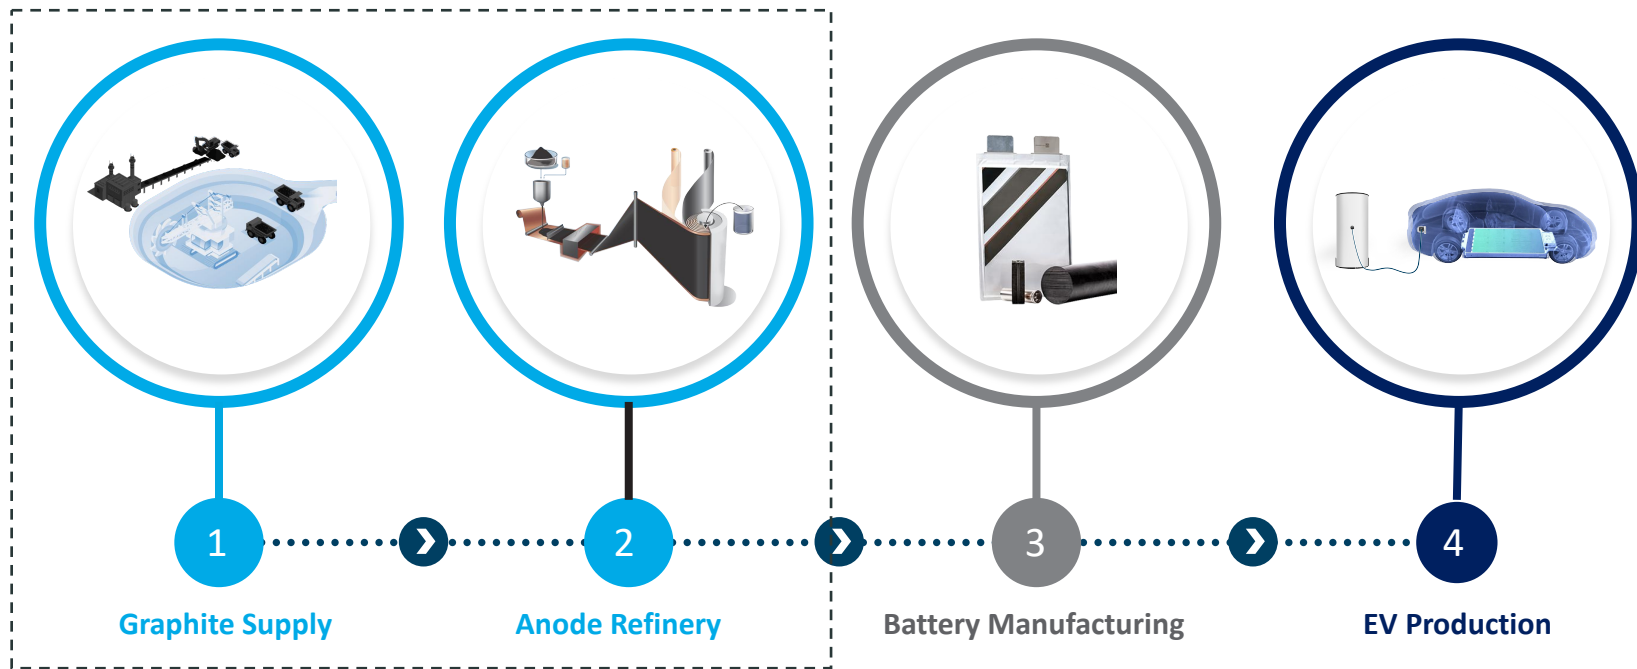 1
2
3
4
Graphite Supply
Anode Refinery
Battery Manufacturing
EV Production